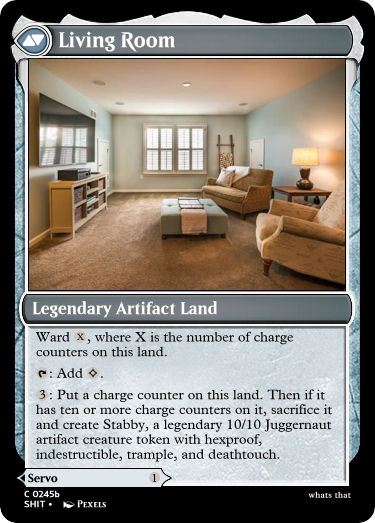 Living Room
Legendary Artifact Land
Ward X, where X is the number of charge
counters on this land.
: Add .
3: Put a charge counter on this land. Then if it
has ten or more charge counters on it, sacrifice it
and create Stabby, a legendary 10/10 Juggernaut
artifact creature token with hexproof,
indestructible, trample, and deathtouch.
Servo 1
C 0245b
SHIT • Pexels
whats that